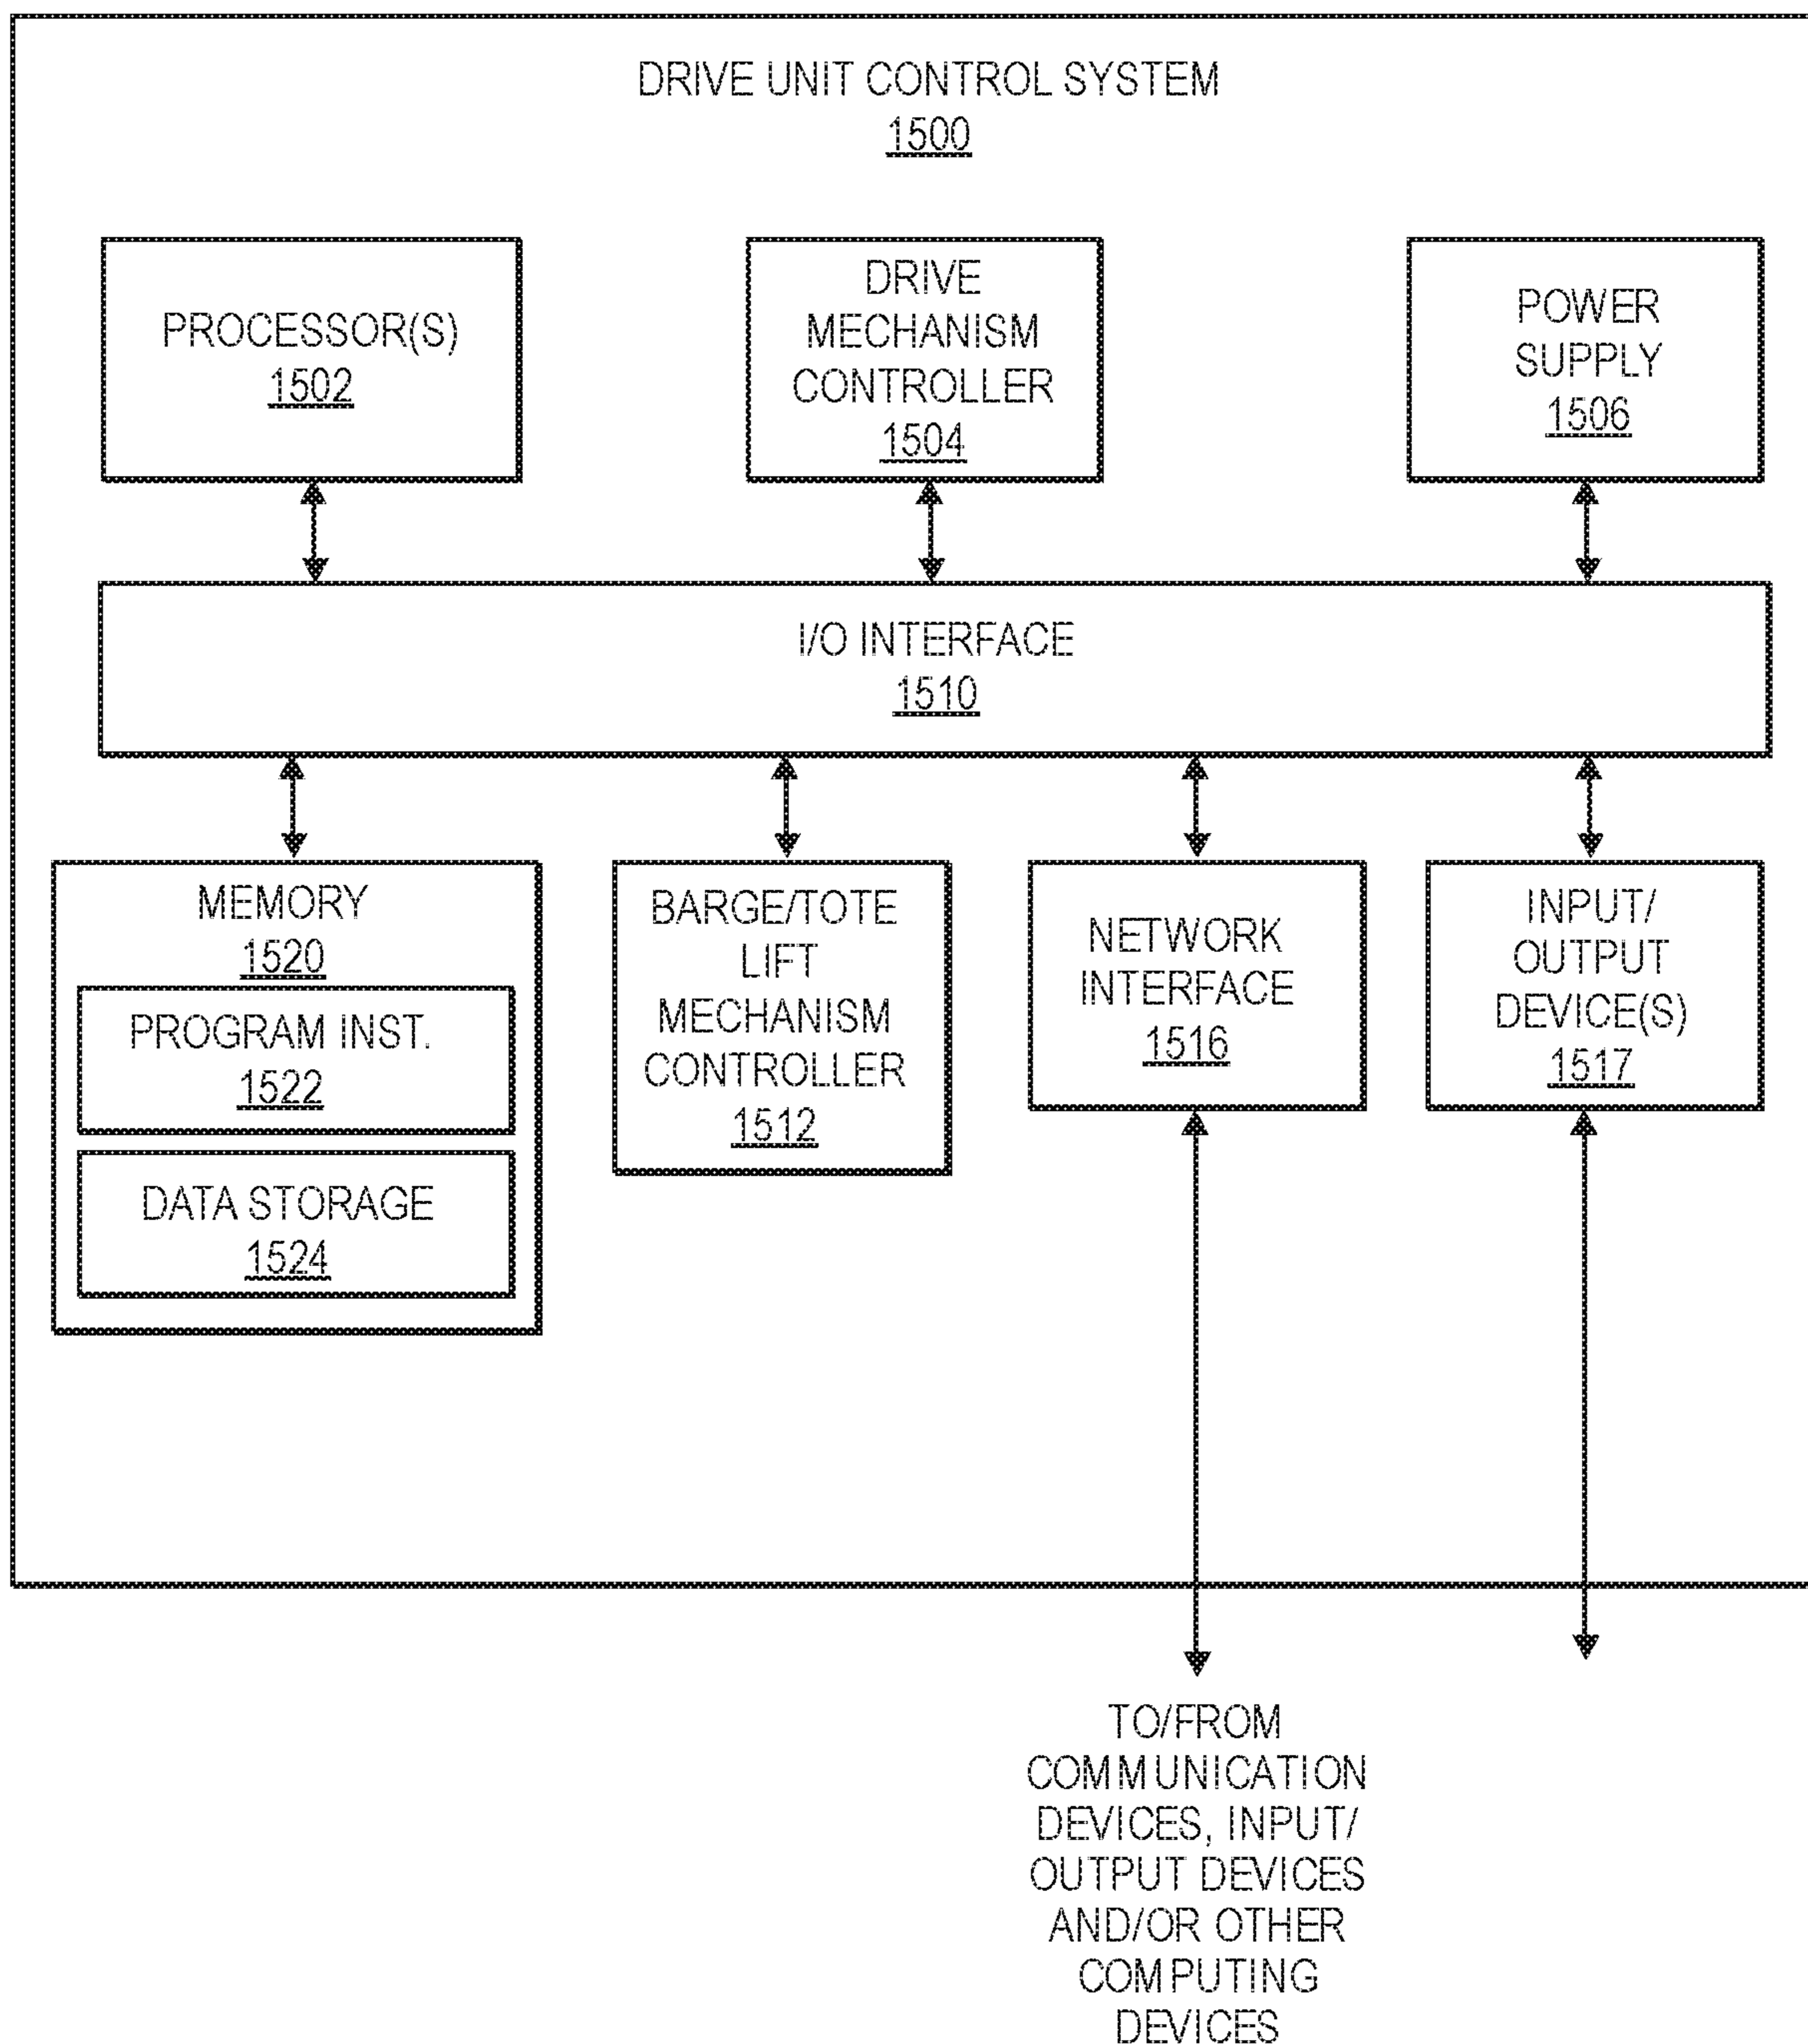 DRIVE UNIT CONTROL SYSTEM
1500
PROCESSOR(S)
1502
DRIVE
MECHANISM
CONTROLLER
1504
POWER
SUPPLY
1506
I/O INTERFACE
1510
MEMORY
1520
PROGRAM INST.
1522
DATA STORAGE
1524
BARGE/TOTE
LIFT
MECHANISM
CONTROLLER
1512
NETWORK
INTERFACE
1516
INPUT/
OUTPUT
DEVICE(S)
1517
TO/FROM
COMMUNICATION
DEVICES, INPUT/
OUTPUT DEVICES
AND/OR OTHER
COMPUTING
DEVICES